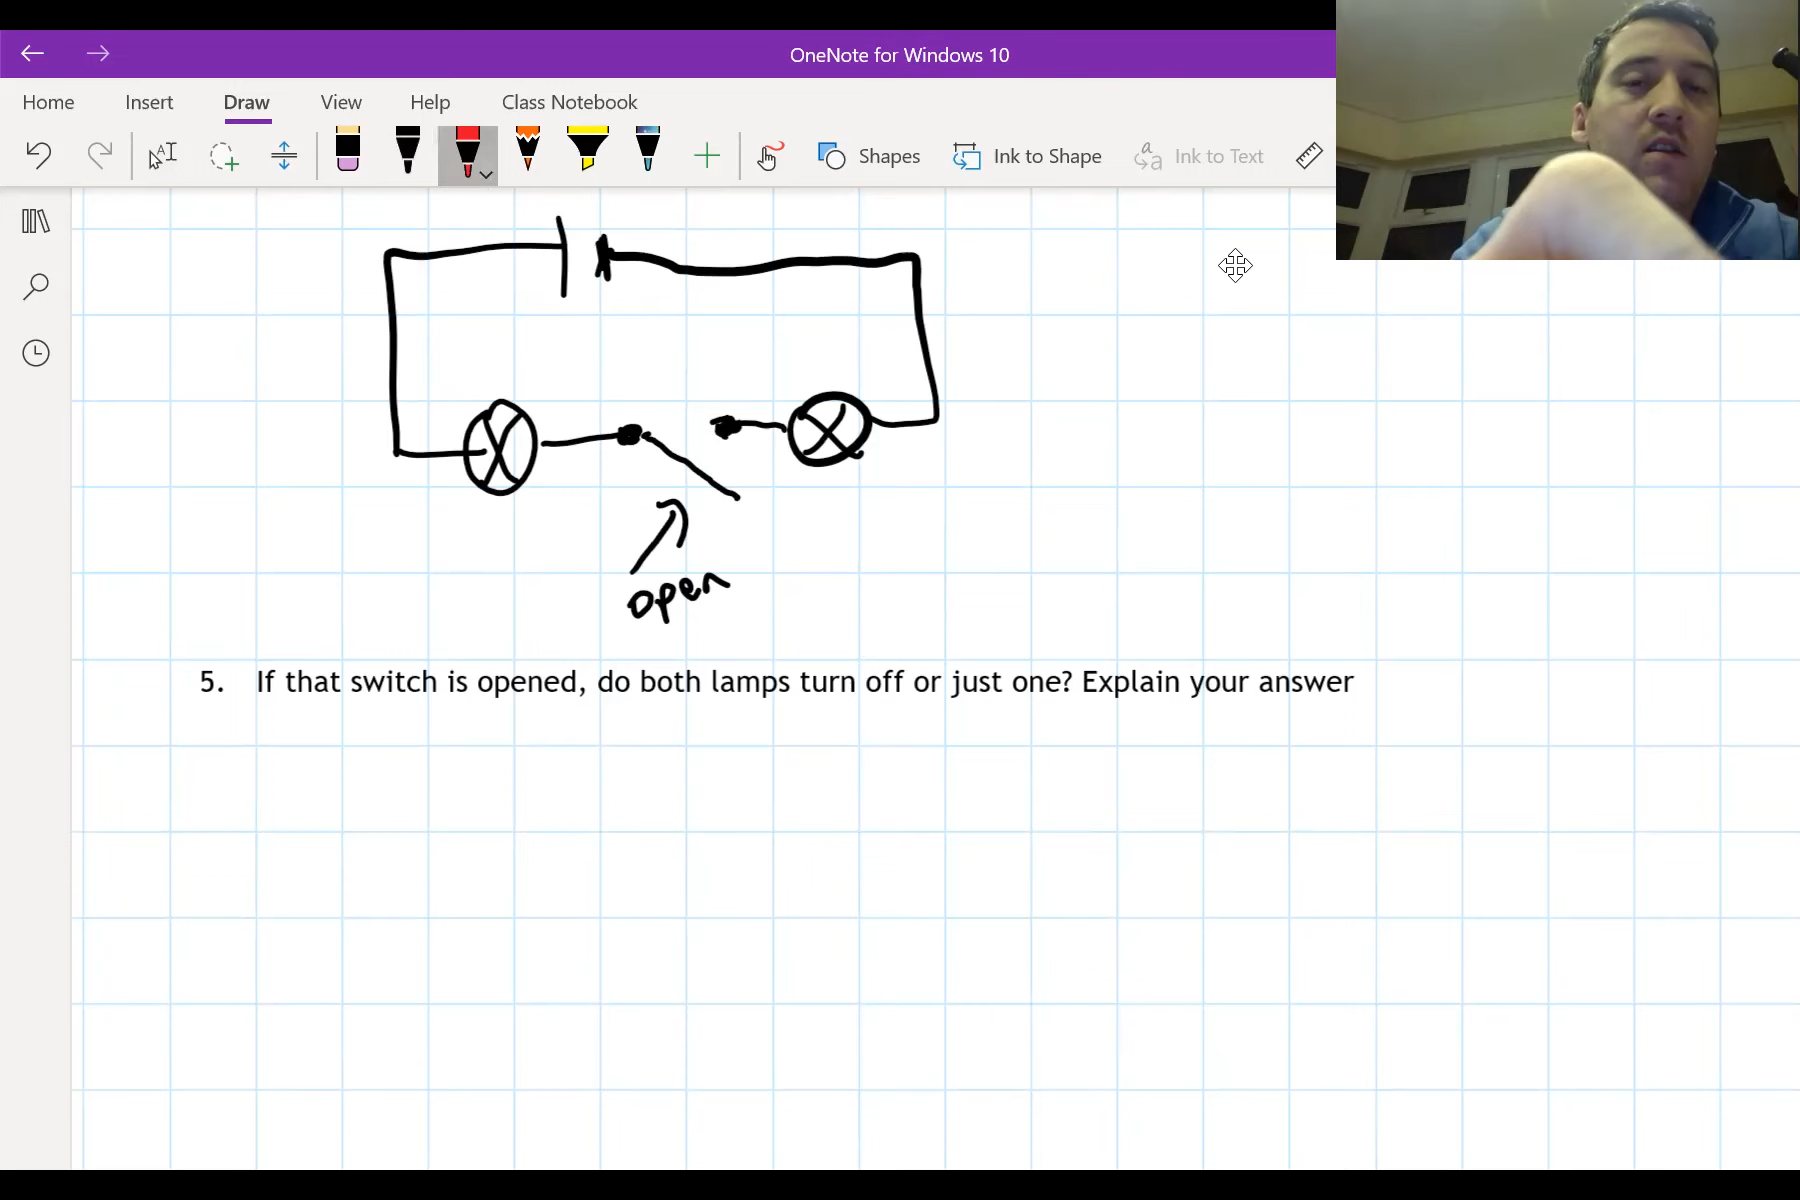 OneNote for Windows 10
Home Insert Draw View Help Class Notebook
Shapes Ink to Shape Ink to Text
open
5. If that switch is opened, do both lamps turn off or just one? Explain your answer